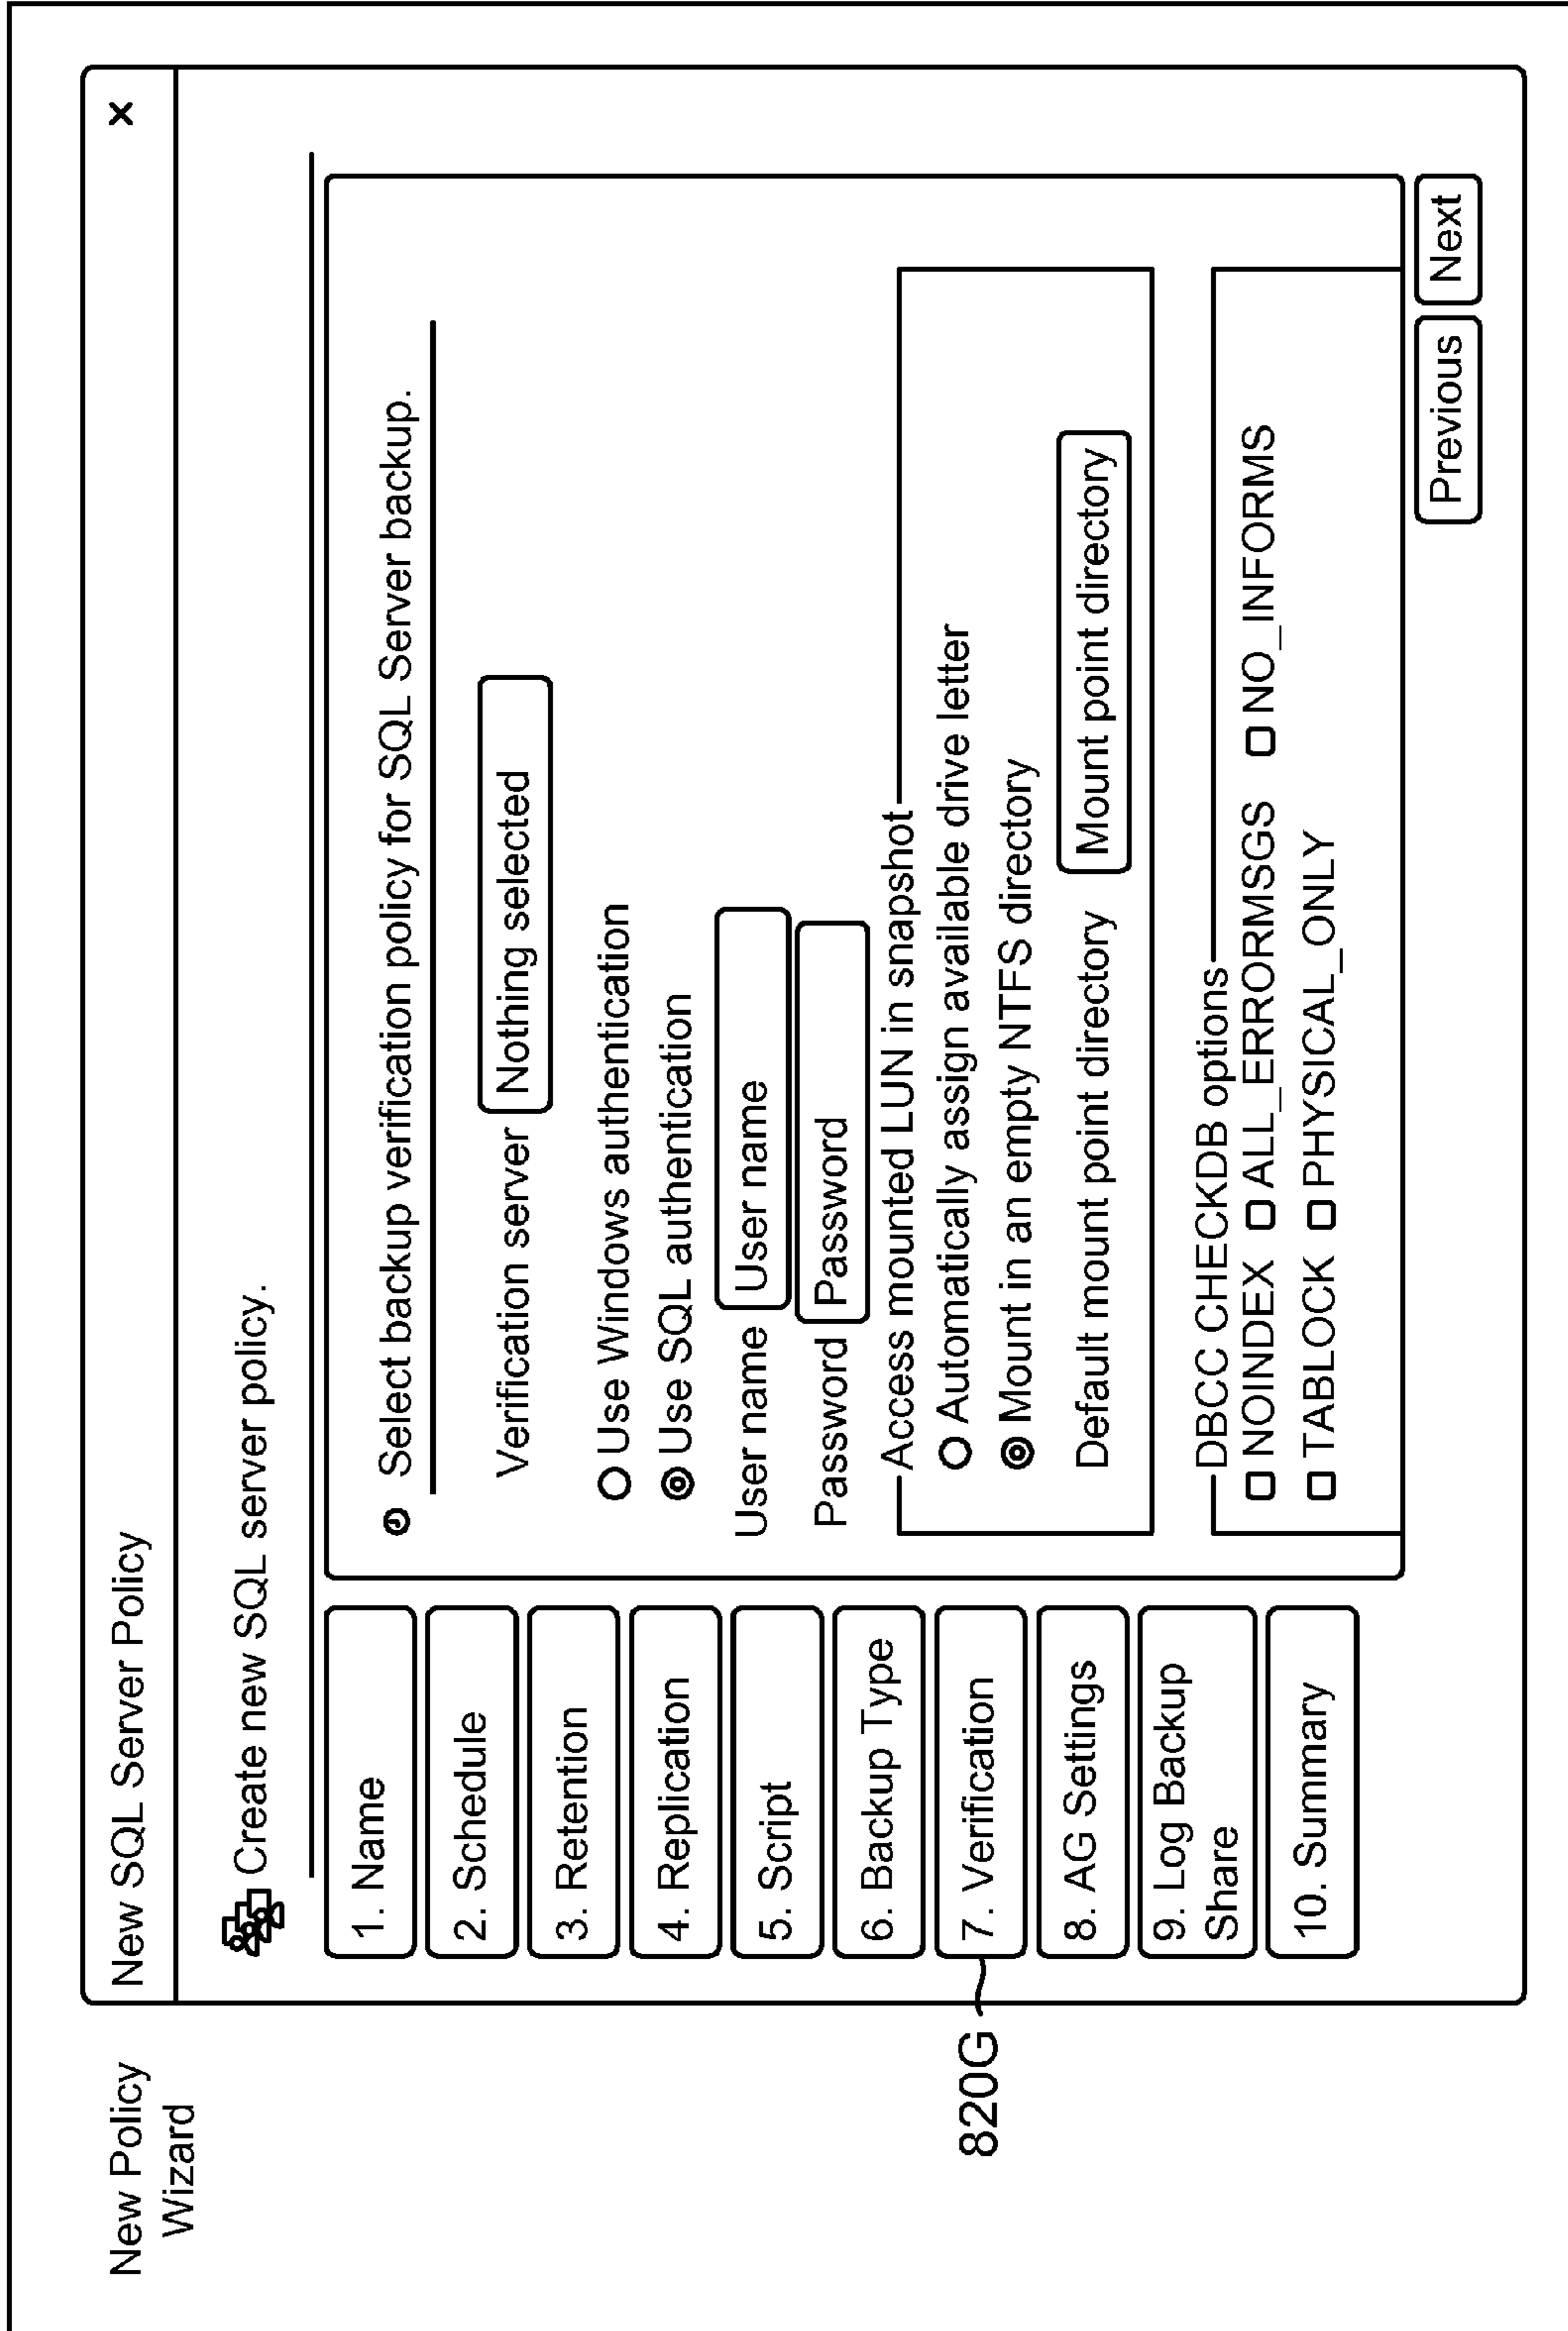 New Policy
Wizard
New SQL Server Policy
x
Create new SQL server policy.
1. Name
2. Schedule
3. Retention
4. Replication
5. Script
6. Backup Type
7. Verification
8. AG Settings
9. Log Backup
Share
10. Summary
820G
Select backup verification policy for SQL Server backup.
Verification server Nothing selected
Use Windows authentication
Use SQL authentication
User name User name
Password Password
Access mounted LUN in snapshot
Automatically assign available drive letter
Mount in an empty NTFS directory
Default mount point directory Mount point directory
DBCC CHECKDB options
NOINDEX ALL_ERRORMSGS NO_INFORMS
TABLOCK PHYSICAL_ONLY
Previous Next